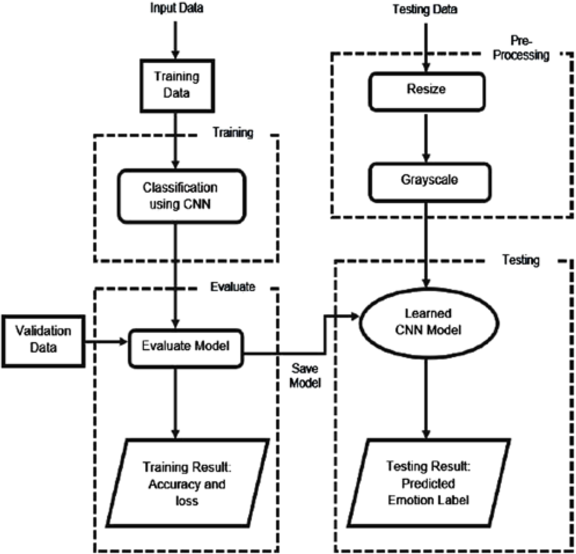 Input Data
Training
Data
Training
Classification
using CNN
Evaluate
Validation
Data
Evaluate Model
Save
Model
Training Result:
Accuracy and
loss
Testing Data
Pre-
Processing
Resize
Grayscale
Testing
Learned
CNN Model
Testing Result:
Predicted
Emotion Label